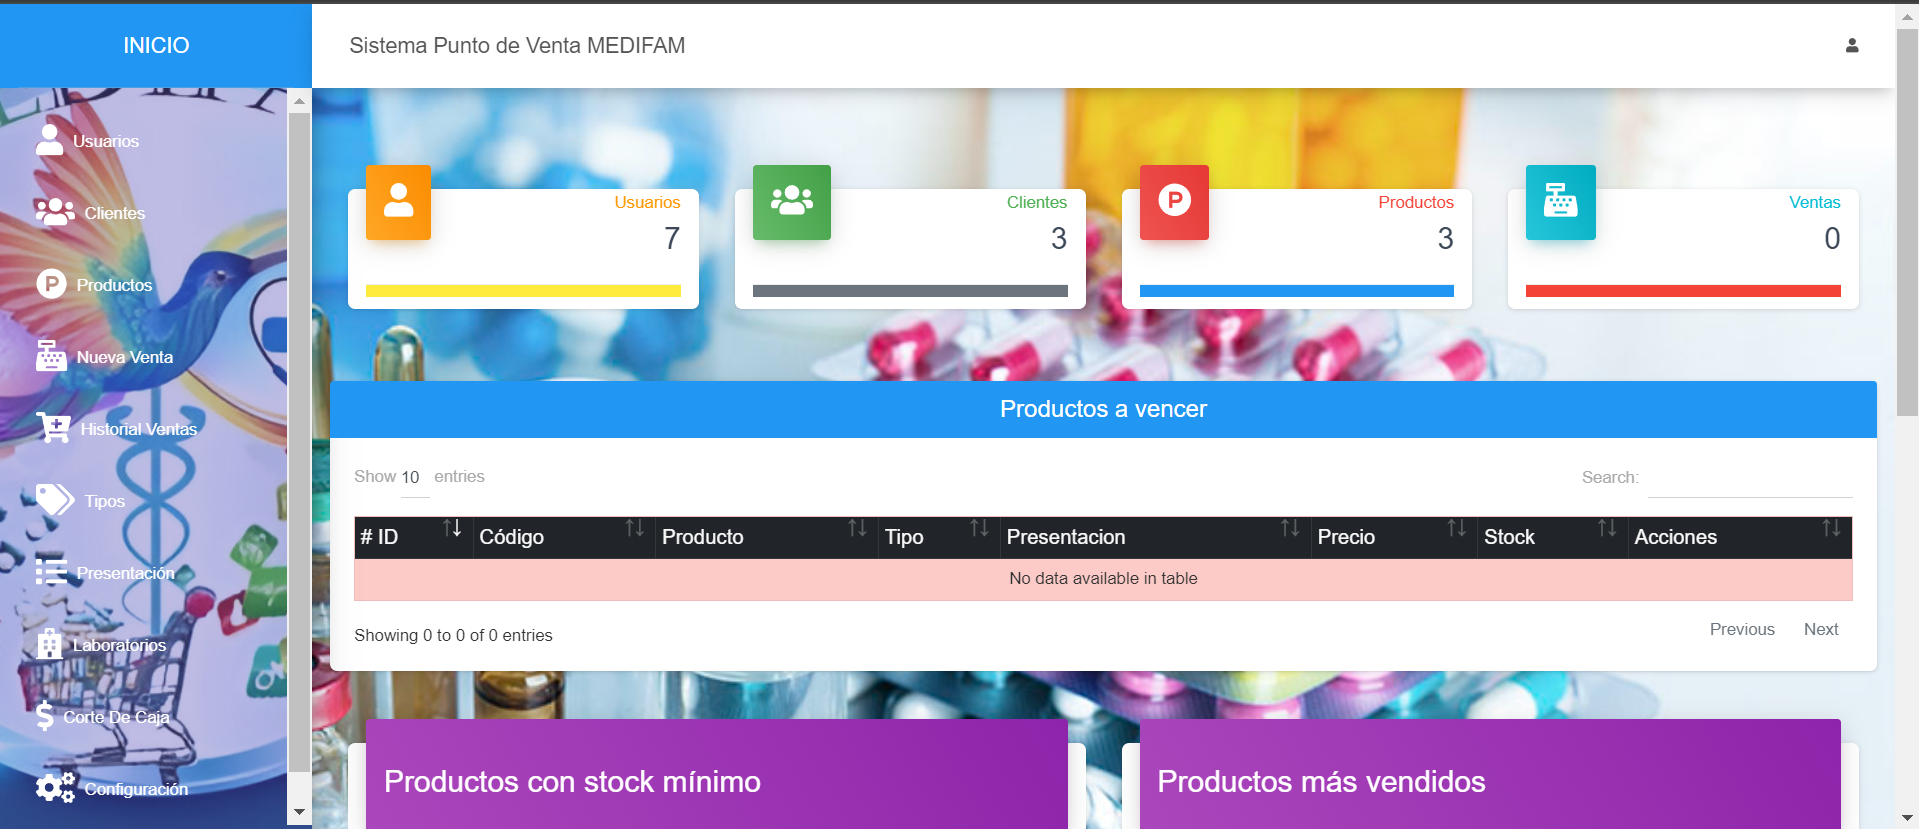 INICIO
Sistema Punto de Venta MEDIFAM
Usuarios
Clientes
Productos
Nueva Venta
Historial Ventas
Tipos
Presentación
Laboratorios
Corte De Caja
Configuración
Usuarios
7
Clientes
3
Productos
3
Ventas
0
Productos a vencer
Show 10 entries
Search:
# ID Código Producto Tipo Presentacion Precio Stock Acciones
No data available in table
Showing 0 to 0 of 0 entries
Previous Next
Productos con stock mínimo
Productos más vendidos